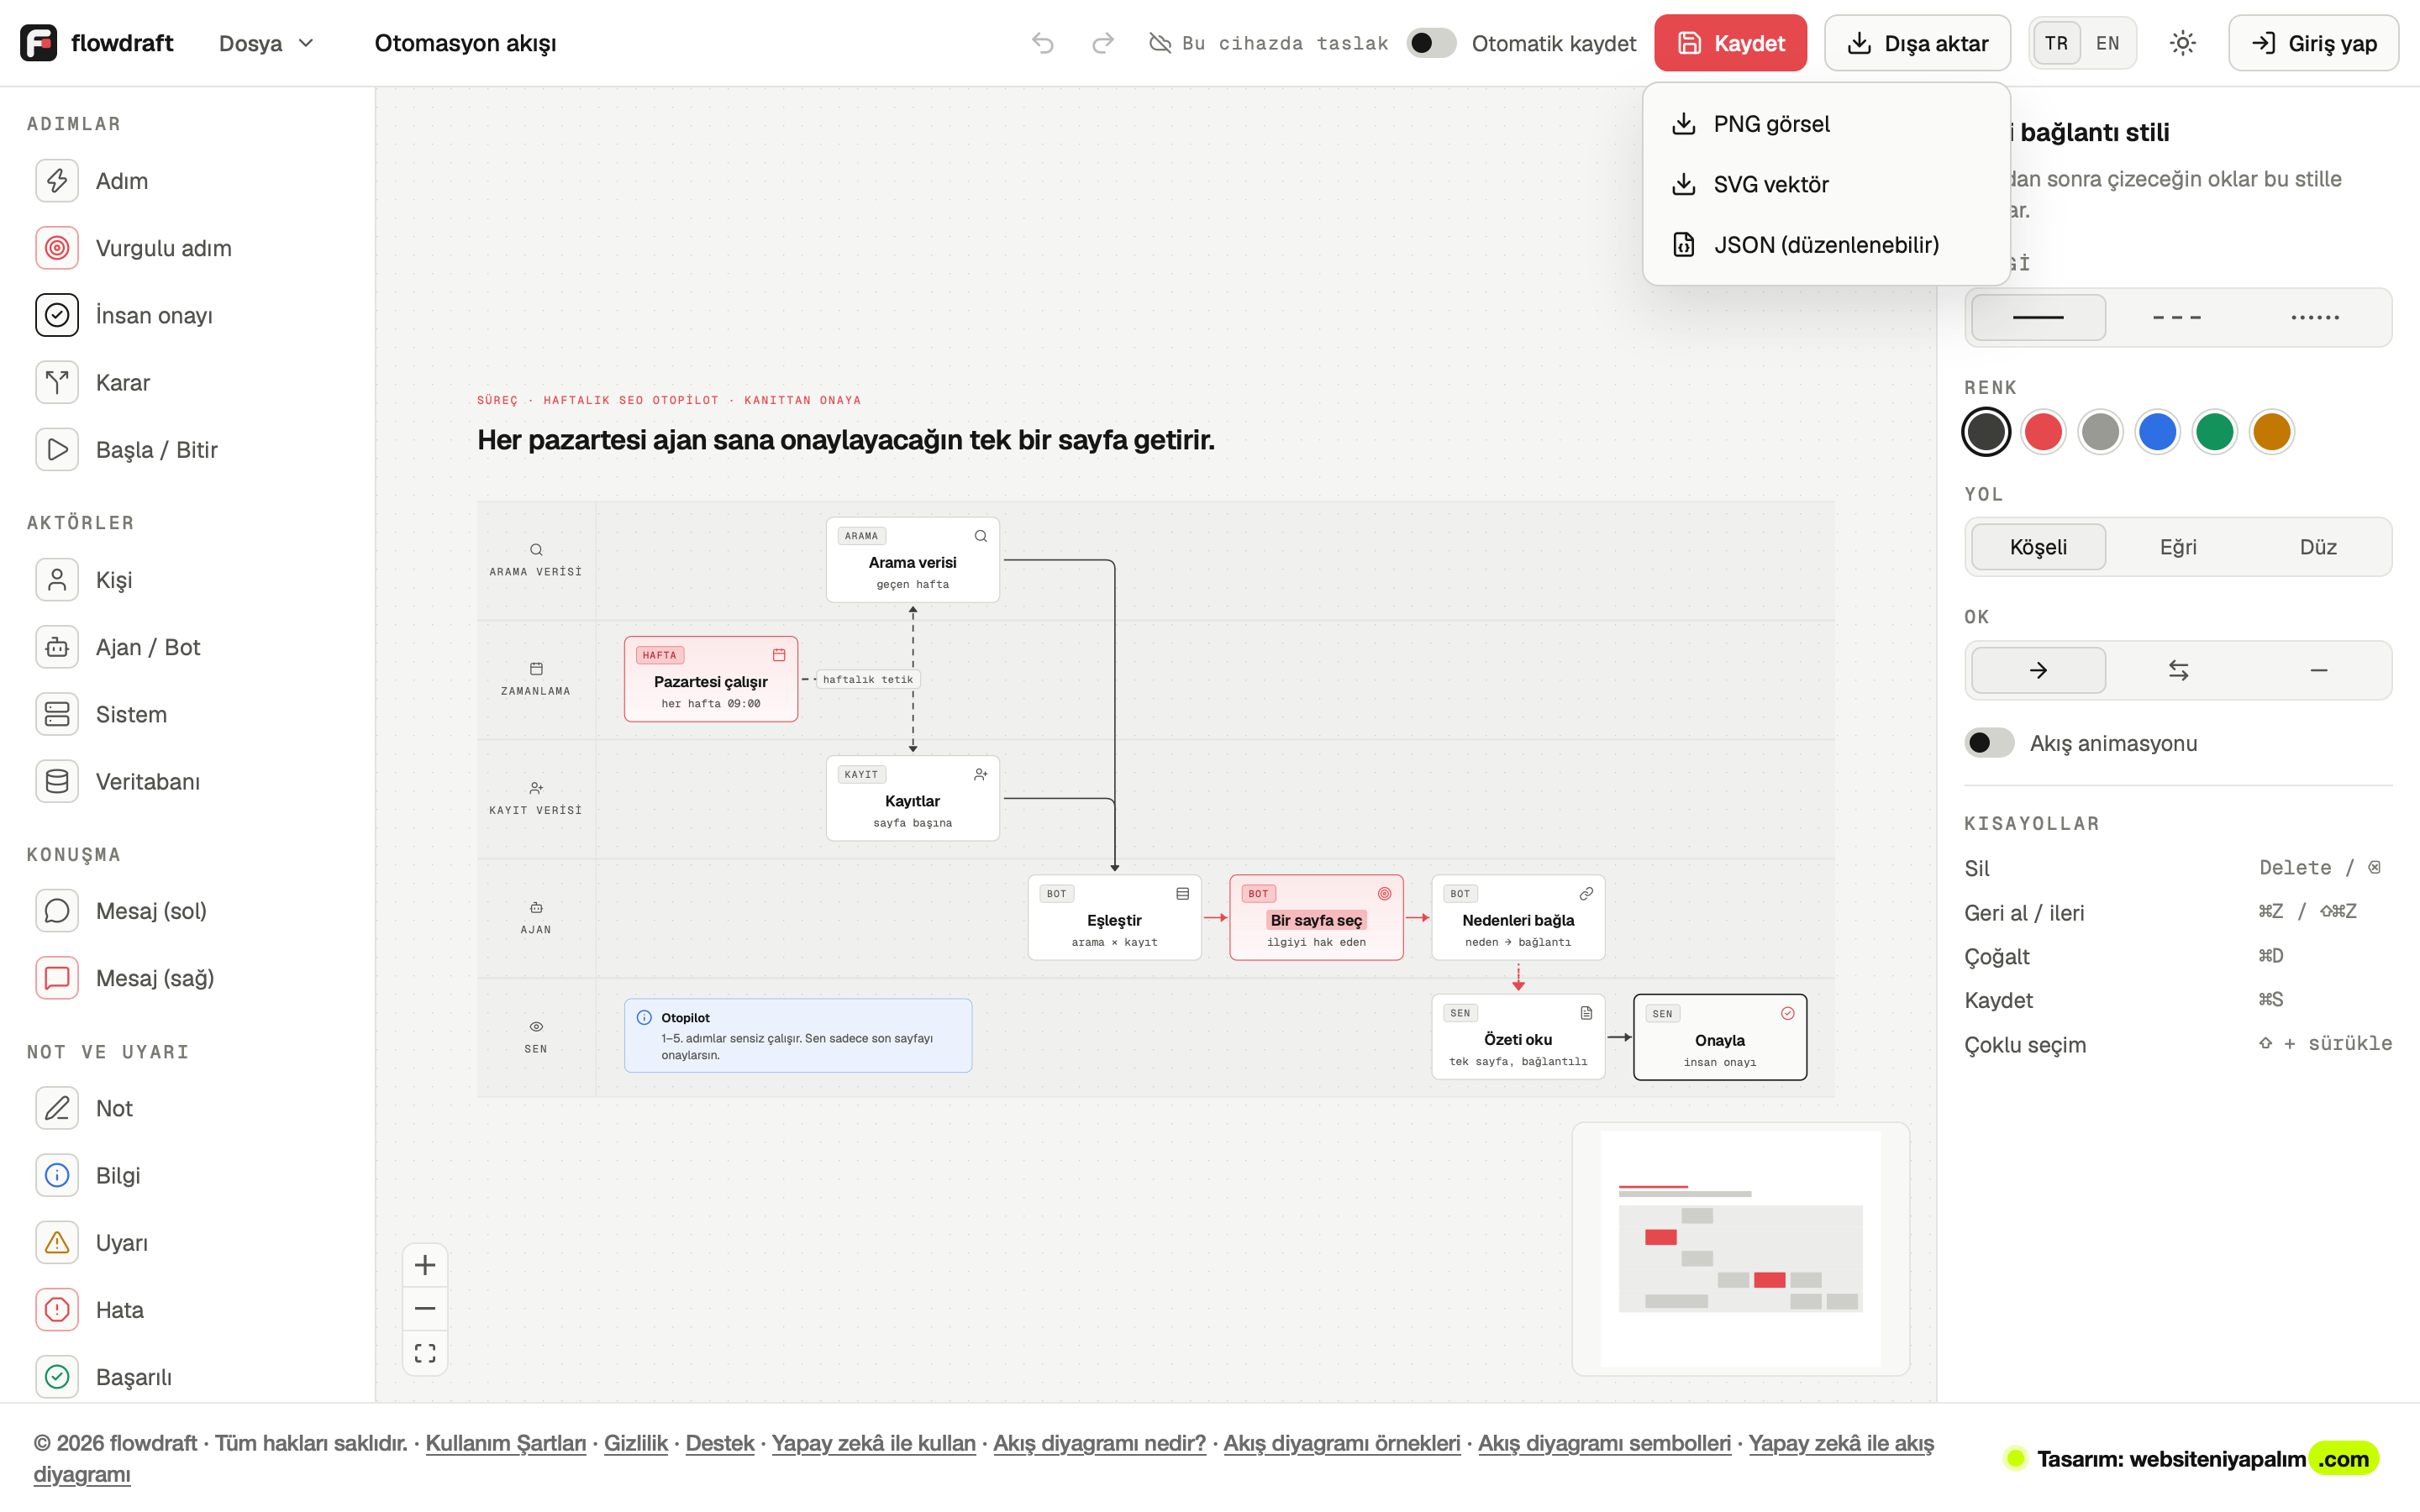 flowdraft
Dosya
Otomasyon akışı
Bu cihazda taslak
Otomatik kaydet
Kaydet
Dışa aktar
TR
EN
Giriş yap
PNG görsel
SVG vektör
JSON (düzenlenebilir)
ADIMLAR
Adım
Vurgulu adım
İnsan onayı
Karar
Başla / Bitir
AKTÖRLER
Kişi
Ajan / Bot
Sistem
Veritabanı
KONUŞMA
Mesaj (sol)
Mesaj (sağ)
NOT VE UYARI
Not
Bilgi
Uyarı
Hata
Başarılı
SÜREÇ · HAFTALIK SEO OTOPİLOT · KANITTAN ONAYA
Her pazartesi ajan sana onaylayacağın tek bir sayfa getirir.
ARAMA VERİSİ
ARAMA
Arama verisi
geçen hafta
ZAMANLAMA
HAFTA
Pazartesi çalışır
her hafta 09:00
haftalık tetik
KAYIT VERİSİ
KAYIT
Kayıtlar
sayfa başına
AJAN
BOT
Eşleştir
arama × kayıt
BOT
Bir sayfa seç
ilgiyi hak eden
BOT
Nedenleri bağla
neden → bağlantı
SEN
Otopilot
1–5. adımlar sensiz çalışır. Sen sadece son sayfayı
onaylarsın.
SEN
Özeti oku
tek sayfa, bağlantılı
SEN
Onayla
insan onayı
bağlantı stili
sonra çizeceğin oklar bu stille
RENK
YOL
Köşeli
Eğri
Düz
OK
Akış animasyonu
KISAYOLLAR
Sil
Delete / ⌫
Geri al / ileri
⌘Z / ⇧⌘Z
Çoğalt
⌘D
Kaydet
⌘S
Çoklu seçim
⇧ + sürükle
© 2026 flowdraft · Tüm hakları saklıdır. · Kullanım Şartları · Gizlilik · Destek · Yapay zekâ ile kullan · Akış diyagramı nedir? · Akış diyagramı örnekleri · Akış diyagramı sembolleri · Yapay zekâ ile akış
diyagramı
Tasarım: websiteniyapalım.com